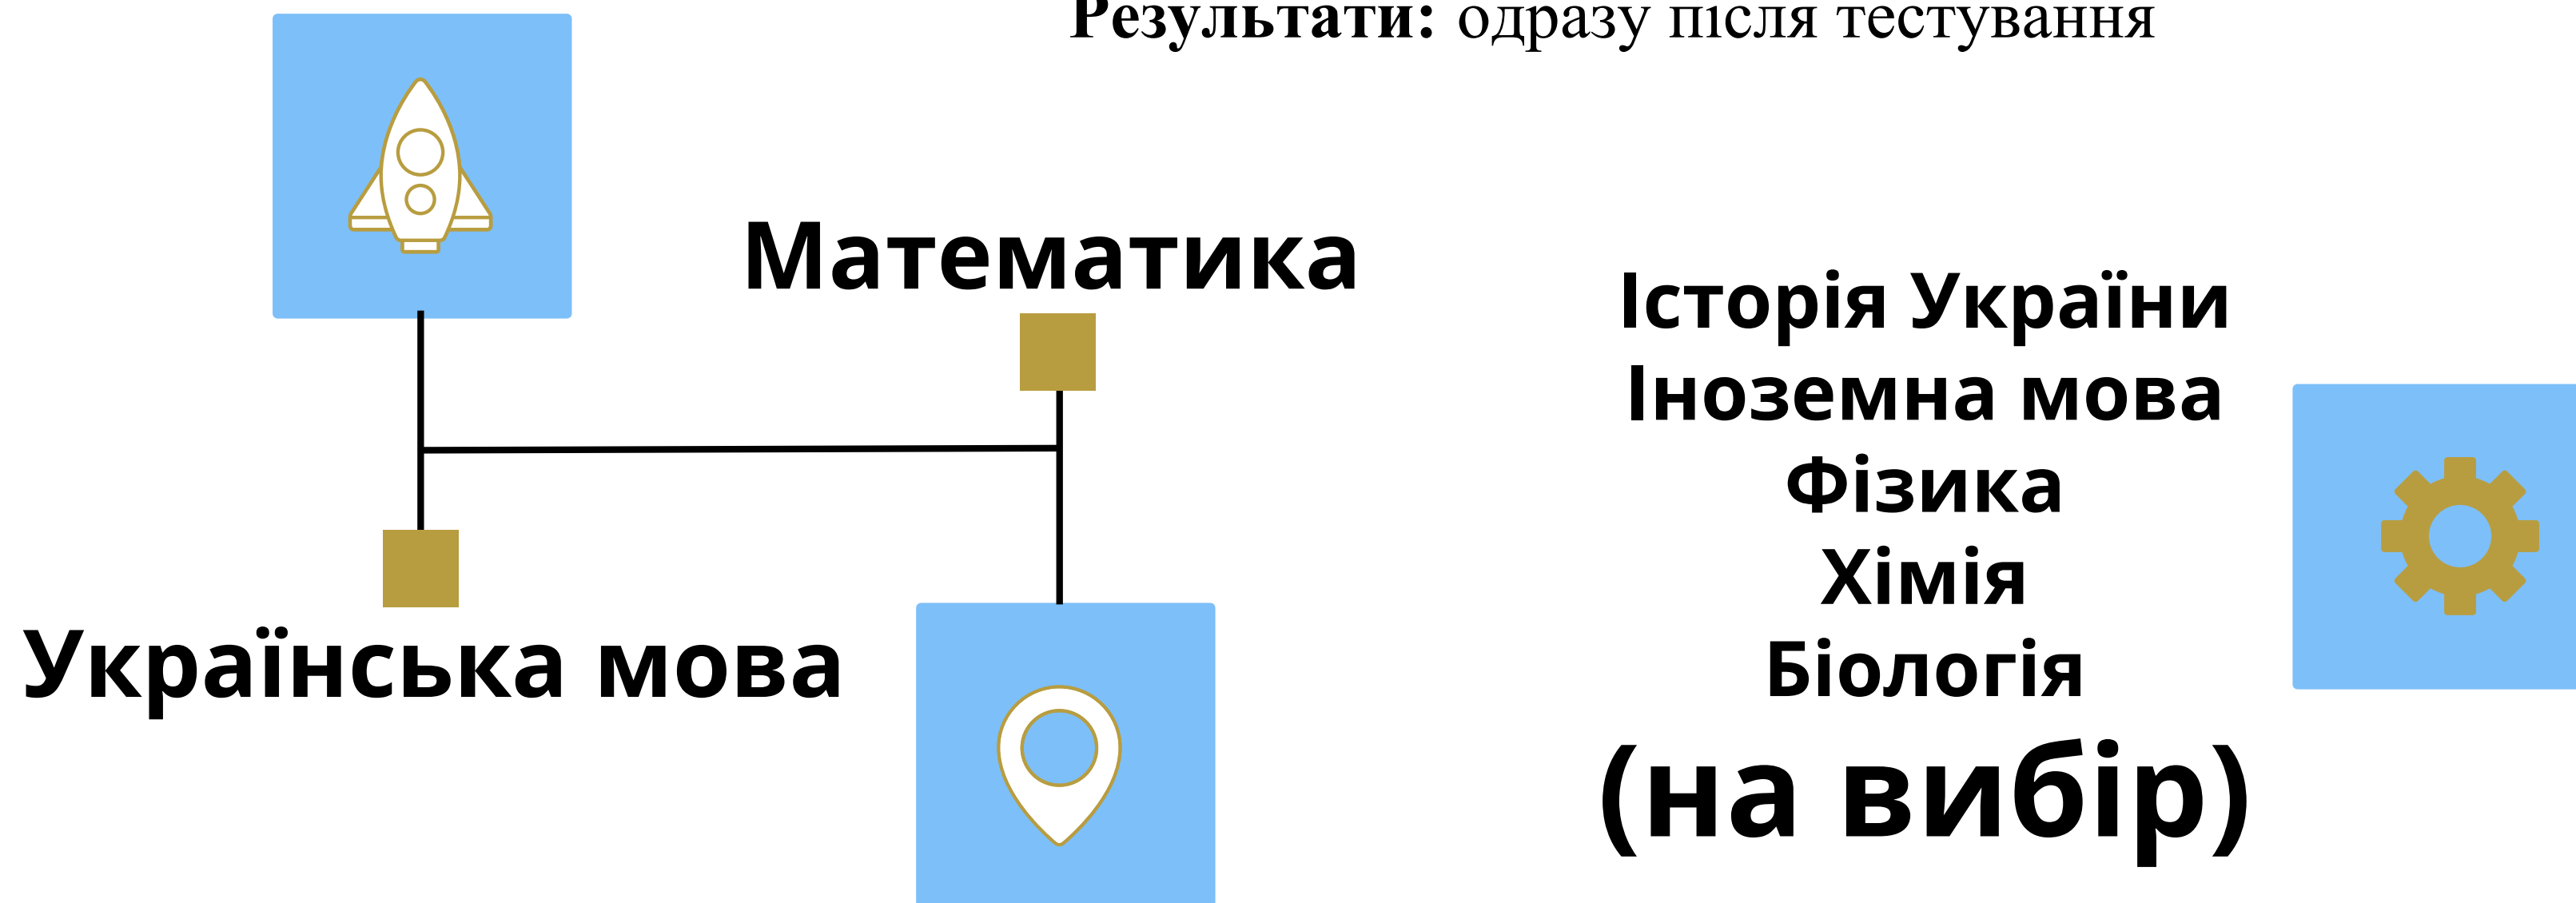 Результати: одразу після тестування
Математика
Українська мова
Історія України
Іноземна мова
Фізика
Хімія
Біологія
(на вибір)